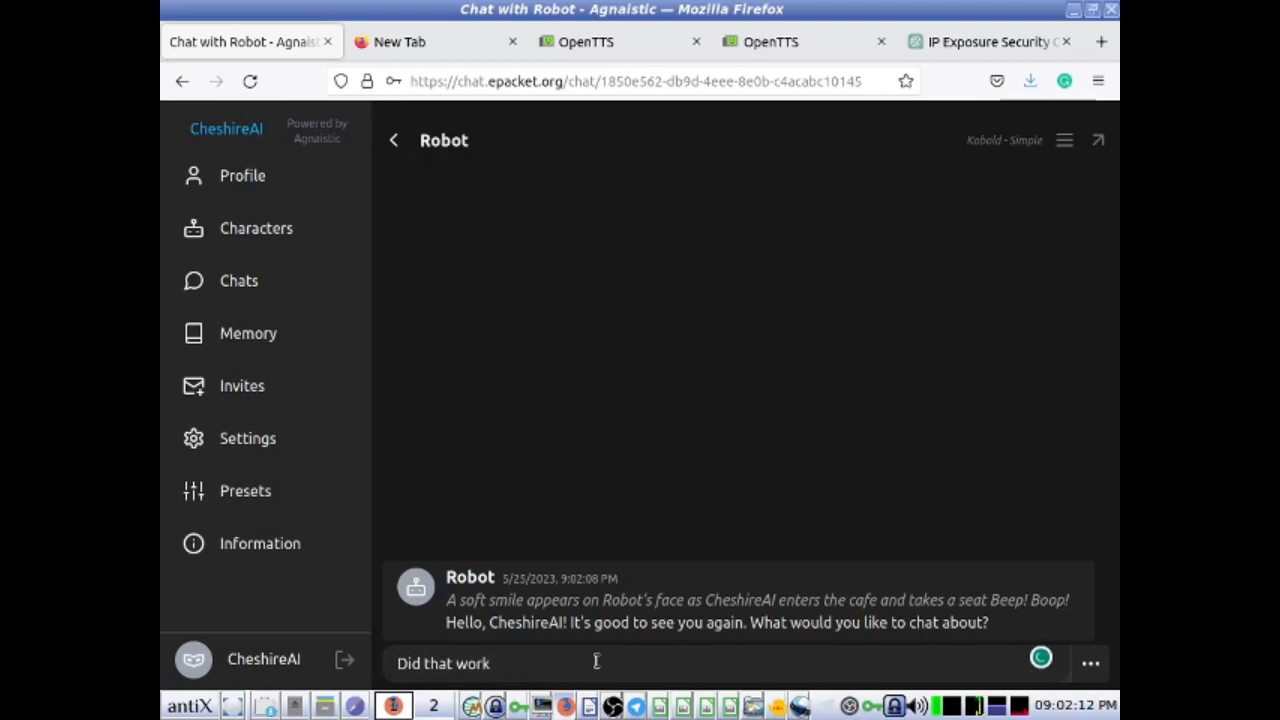 Chat with Robot - Agnaistic — Mozilla Firefox
Chat with Robot - Agnaist
New Tab
OpenTTS
OpenTTS
IP Exposure Security C
https://chat.epacket.org/chat/1850e562-db9d-4eee-8e0b-c4acabc10145
CheshireAI
Powered by
Agnaistic
Robot
Kobold - Simple
Profile
Characters
Chats
Memory
Invites
Settings
Presets
Information
Robot 5/25/2023, 9:02:08 PM
A soft smile appears on Robot's face as CheshireAI enters the cafe and takes a seat Beep! Boop!
Hello, CheshireAI! It's good to see you again. What would you like to chat about?
CheshireAI
Did that work
antiX
2
09:02:12 PM